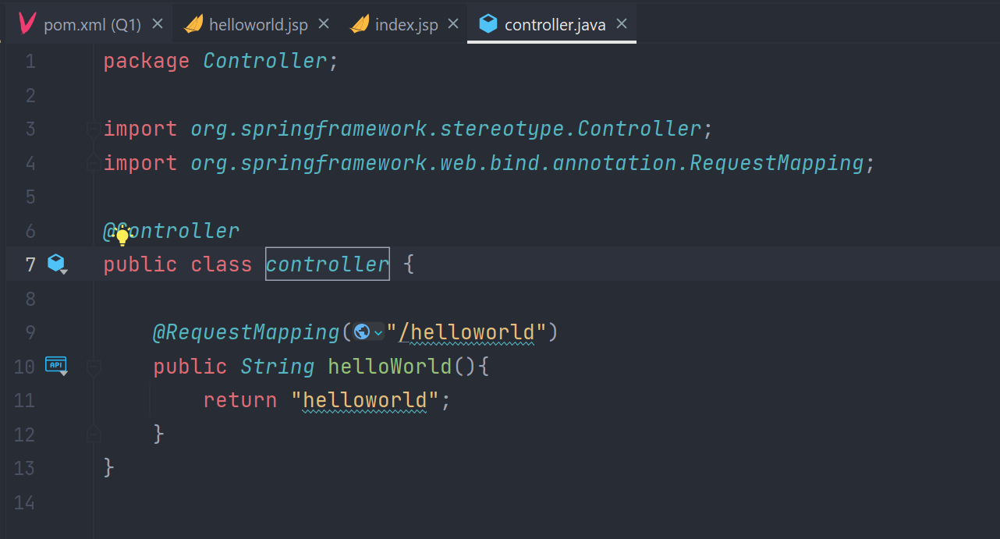 pom.xml (Q1) helloworld.jsp index.jsp controller.java
1 package Controller;
2
3 import org.springframework.stereotype.Controller;
4 import org.springframework.web.bind.annotation.RequestMapping;
5
6 @Controller
7 public class controller {
8
9 @RequestMapping("/helloworld")
10 public String helloWorld(){
11 return "helloworld";
12 }
13 }
14